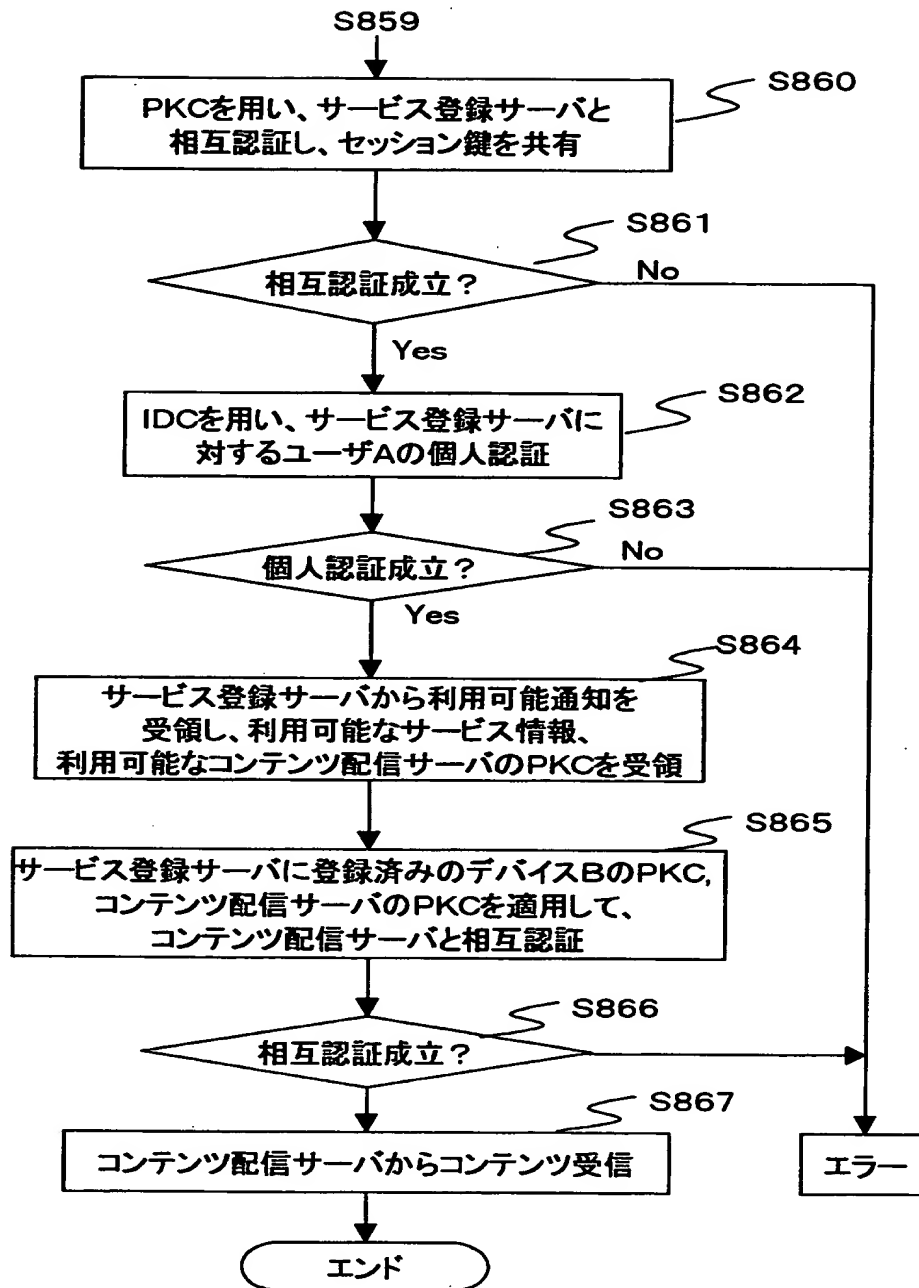 S859
S860
PKCを用い、サービス登録サーバと
相互認証し、セッション鍵を共有
S861
相互認証成立?
No
Yes
S862
IDCを用い、サービス登録サーバに
対するユーザAの個人認証
S863
個人認証成立?
No
Yes
S864
サービス登録サーバから利用可能通知を
受領し、利用可能なサービス情報、
利用可能なコンテンツ配信サーバのPKCを受領
S865
サービス登録サーバに登録済みのデバイスBのPKC,
コンテンツ配信サーバのPKCを適用して、
コンテンツ配信サーバと相互認証
S866
相互認証成立?
S867
コンテンツ配信サーバからコンテンツ受信
エラー
エンド